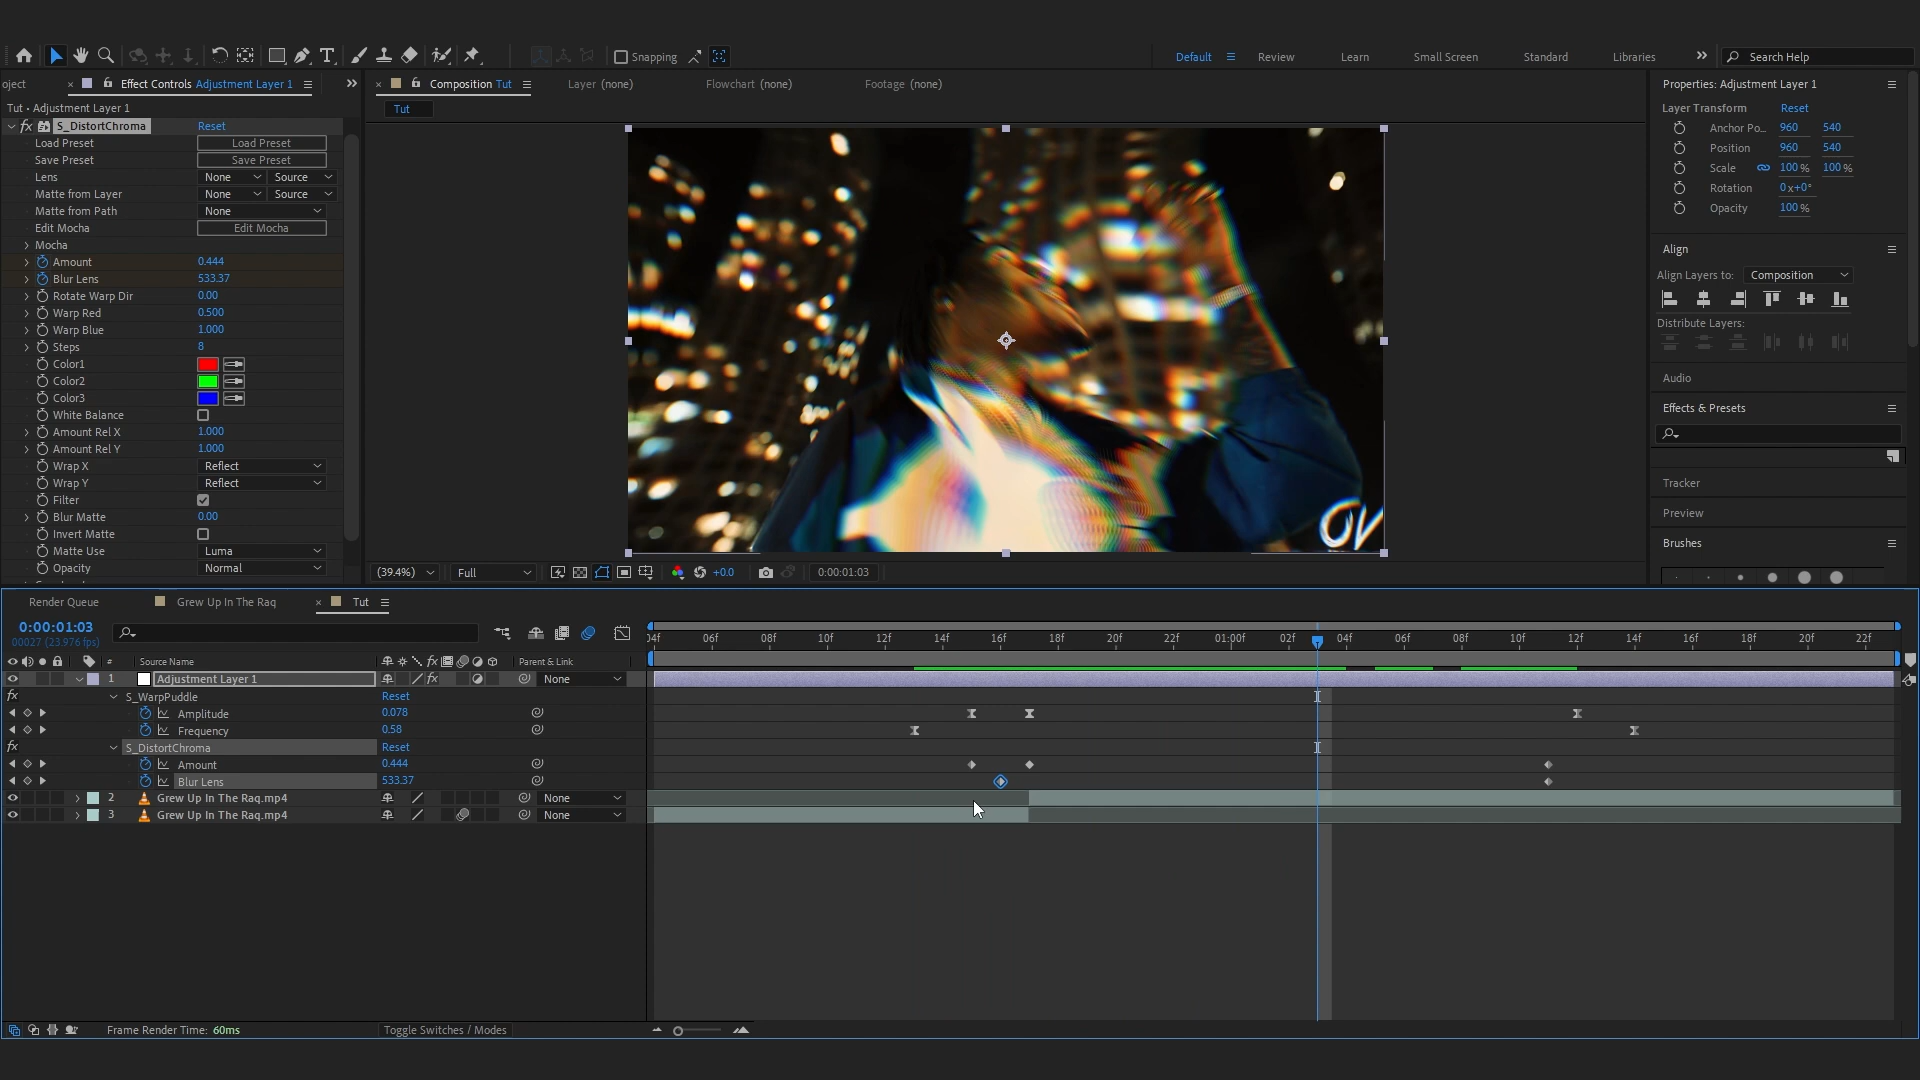 Snapping
Default
Review
Learn
Small Screen
Standard
Libraries
Search Help
oject
Effect Controls Adjustment Layer 1
Composition Tut
Layer (none)
Flowchart (none)
Footage (none)
Properties: Adjustment Layer 1
Tut • Adjustment Layer 1
Tut
Layer Transform Reset
fx S_DistortChroma Reset
Load Preset Load Preset
Save Preset Save Preset
Lens None Source
Matte from Layer None Source
Matte from Path None
Edit Mocha Edit Mocha
Mocha
Amount 0.444
Blur Lens 533.37
Rotate Warp Dir 0.00
Warp Red 0.500
Warp Blue 1.000
Steps 8
Color1
Color2
Color3
White Balance
Amount Rel X 1.000
Amount Rel Y 1.000
Wrap X Reflect
Wrap Y Reflect
Filter
Blur Matte 0.00
Invert Matte
Matte Use Luma
Opacity Normal
OV
(39.4%) Full +0.0 0:00:01:03
Anchor Po... 960 540
Position 960 540
Scale 100 % 100 %
Rotation 0x+0°
Opacity 100 %
Align
Align Layers to: Composition
Distribute Layers:
Audio
Effects & Presets
Tracker
Preview
Brushes
Render Queue
Grew Up In The Raq
Tut
0:00:01:03
00027 (23.976 fps)
04f 06f 08f 10f 12f 14f 16f 18f 20f 22f 01:00f 02f 04f 06f 08f 10f 12f 14f 16f 18f 20f 22f
# Source Name fx Parent & Link
1 Adjustment Layer 1 fx None
fx S_WarpPuddle Reset
Amplitude 0.078
Frequency 0.58
fx S_DistortChroma Reset
Amount 0.444
Blur Lens 533.37
2 Grew Up In The Raq.mp4 None
3 Grew Up In The Raq.mp4 None
Frame Render Time: 60ms
Toggle Switches / Modes